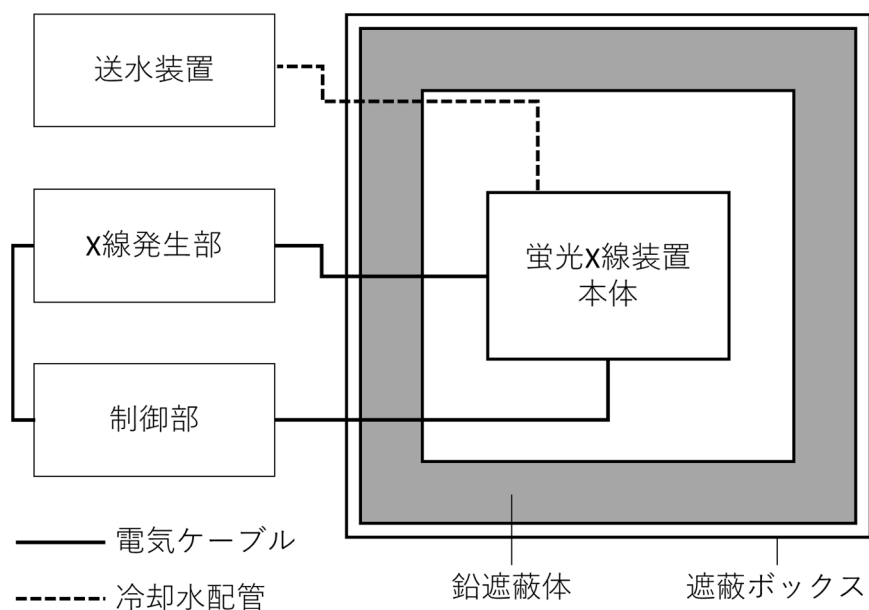 送水装置
X線発生部
制御部
蛍光X線装置
本体
電気ケーブル
冷却水配管
鉛遮蔽体
遮蔽ボックス